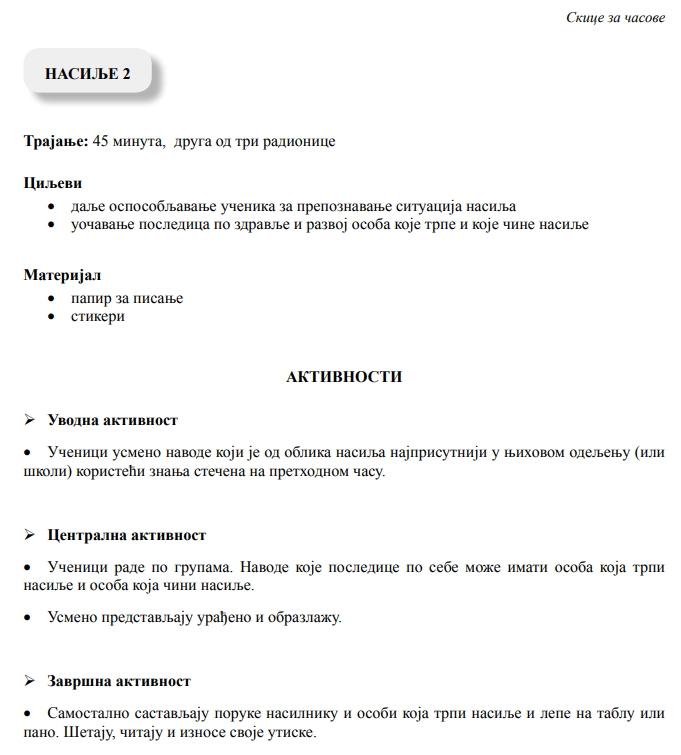 Скице за часове
НАСИЉЕ 2
Трајање: 45 минута, друга од три радионице
Циљеви
• даље оспособљавање ученика за препознавање ситуација насиља
• уочавање последица по здравље и развој особа које трпе и које чине насиље
Материјал
• папир за писање
• стикери
АКТИВНОСТИ
➢ Уводна активност
• Ученици усмено наводе који је од облика насиља најприсутнији у њиховом одељењу (или
школи) користећи знања стечена на претходном часу.
➢ Централна активност
• Ученици раде по групама. Наводе које последице по себе може имати особа која трпи
насиље и особа која чини насиље.
• Усмено представљају урађено и образлажу.
➢ Завршна активност
• Самостално састављају поруке насилнику и особи која трпи насиље и лепе на таблу или
пано. Шетају, читају и износе своје утиске.